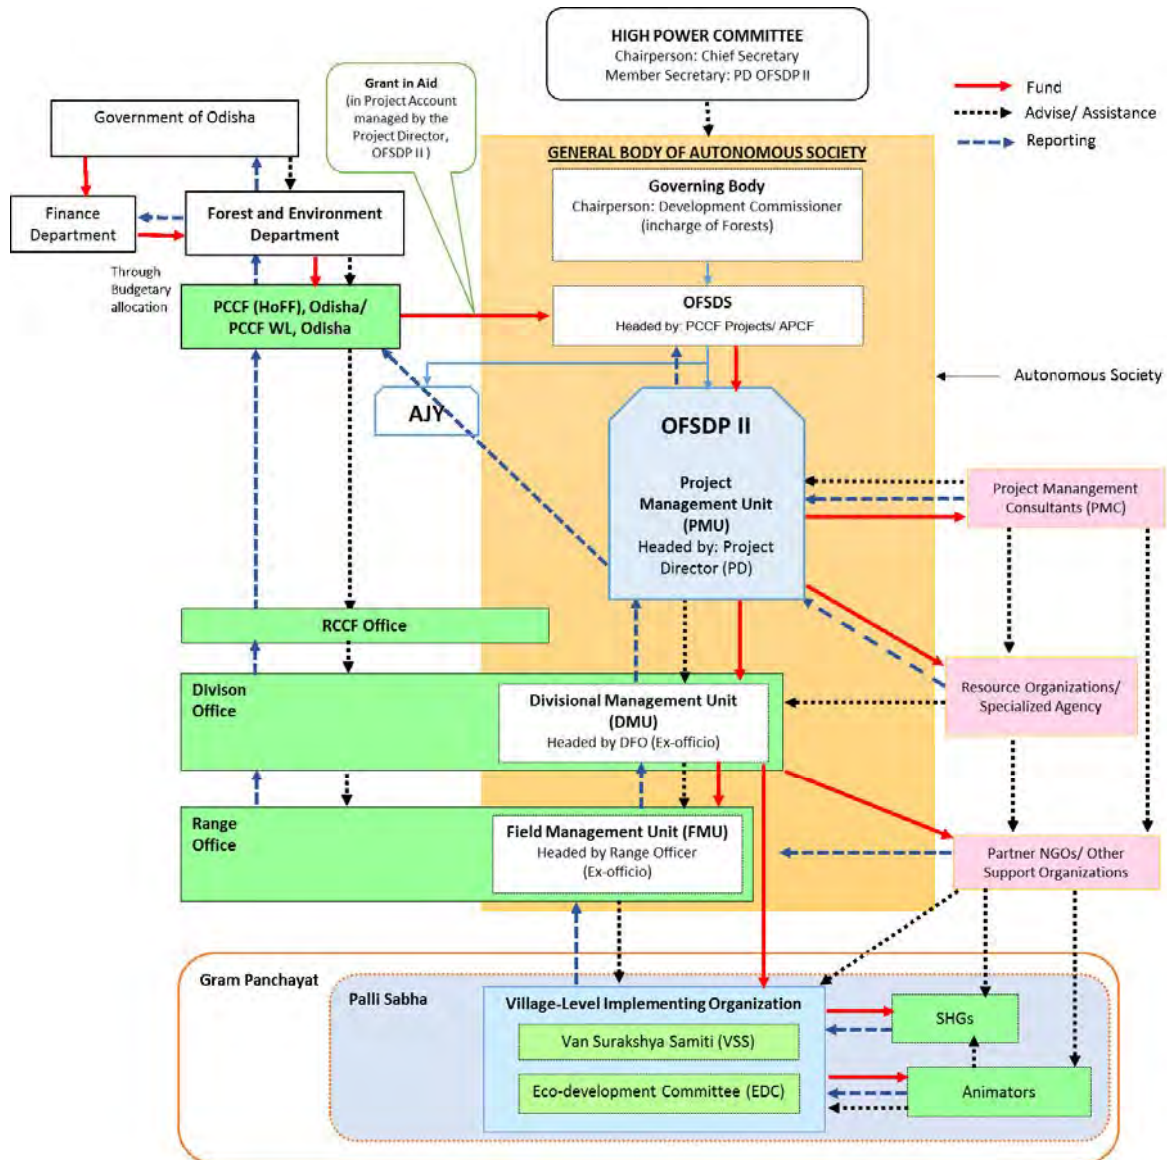 HIGH POWER COMMITTEE
Chairperson: Chief Secretary
Member Secretary: PD OFSDP II
Grant in Aid
(in Project Account
managed by the
Project Director,
OFSDP II )
Fund
Advise/ Assistance
Reporting
Government of Odisha
GENERAL BODY OF AUTONOMOUS SOCIETY
Governing Body
Chairperson: Development Commissioner
(incharge of Forests)
Finance
Department
Forest and Environment
Department
Through
Budgetary
allocation
PCCF (HoFF), Odisha/
PCCF WL, Odisha
OFSDS
Headed by: PCCF Projects/ APCF
Autonomous Society
AJY
OFSDP II
Project
Management Unit
(PMU)
Headed by: Project
Director (PD)
Project Manangement
Consultants (PMC)
RCCF Office
Divison
Office
Divisional Management Unit
(DMU)
Headed by DFO (Ex-officio)
Resource Organizations/
Specialized Agency
Range
Office
Field Management Unit (FMU)
Headed by Range Officer
(Ex-officio)
Partner NGOs/ Other
Support Organizations
Gram Panchayat
Palli Sabha
Village-Level Implementing Organization
Van Surakshya Samiti (VSS)
Eco-development Committee (EDC)
SHGs
Animators